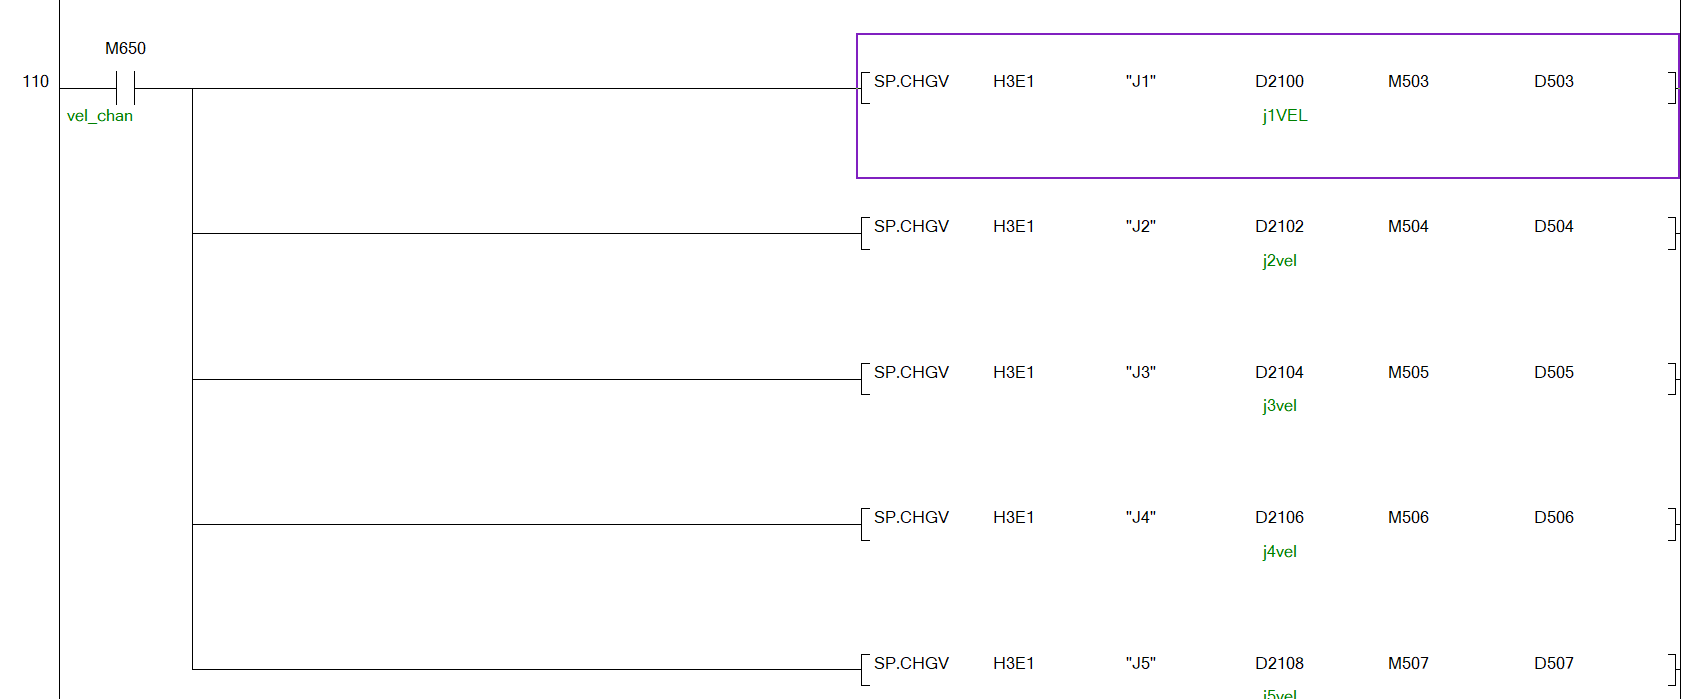 M650
110 SP.CHGV H3E1 "J1" D2100 M503 D503
vel_chan j1VEL
SP.CHGV H3E1 "J2" D2102 M504 D504
j2vel
SP.CHGV H3E1 "J3" D2104 M505 D505
j3vel
SP.CHGV H3E1 "J4" D2106 M506 D506
j4vel
SP.CHGV H3E1 "J5" D2108 M507 D507
j5vel